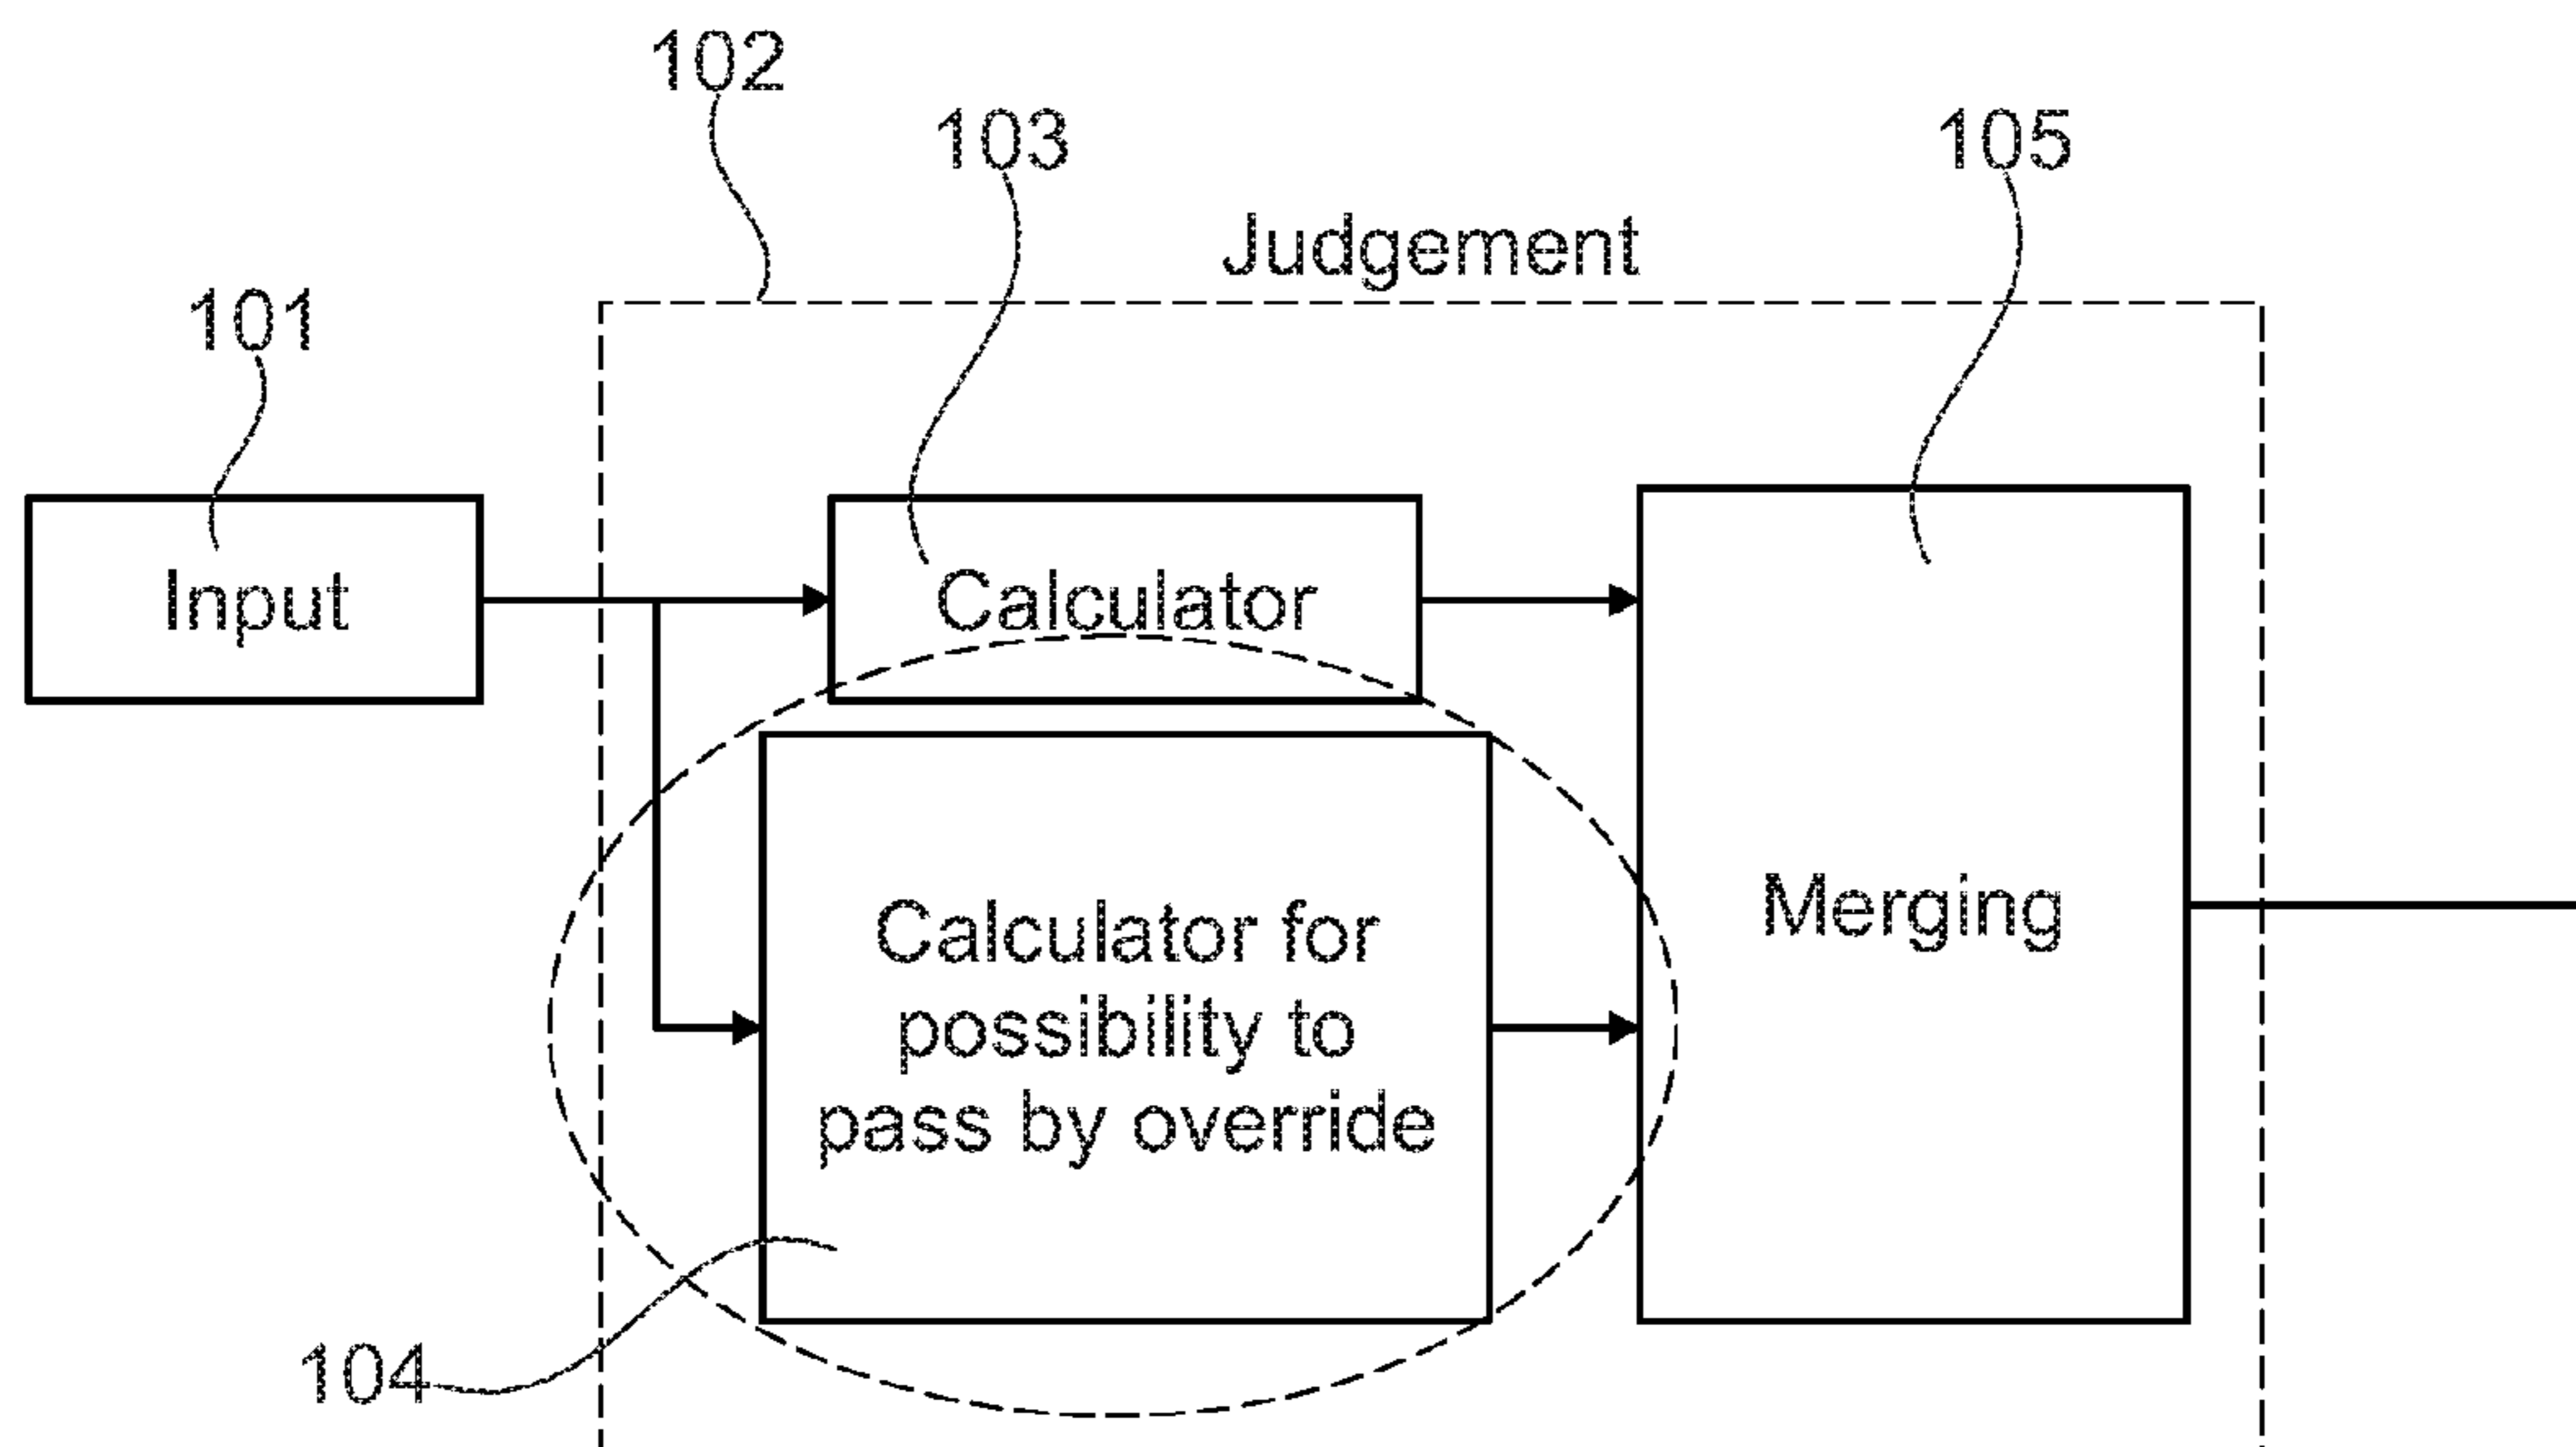 102
103
105
Judgement
101
Input
Calculator
Calculator for
possibility to
pass by override
Merging
104